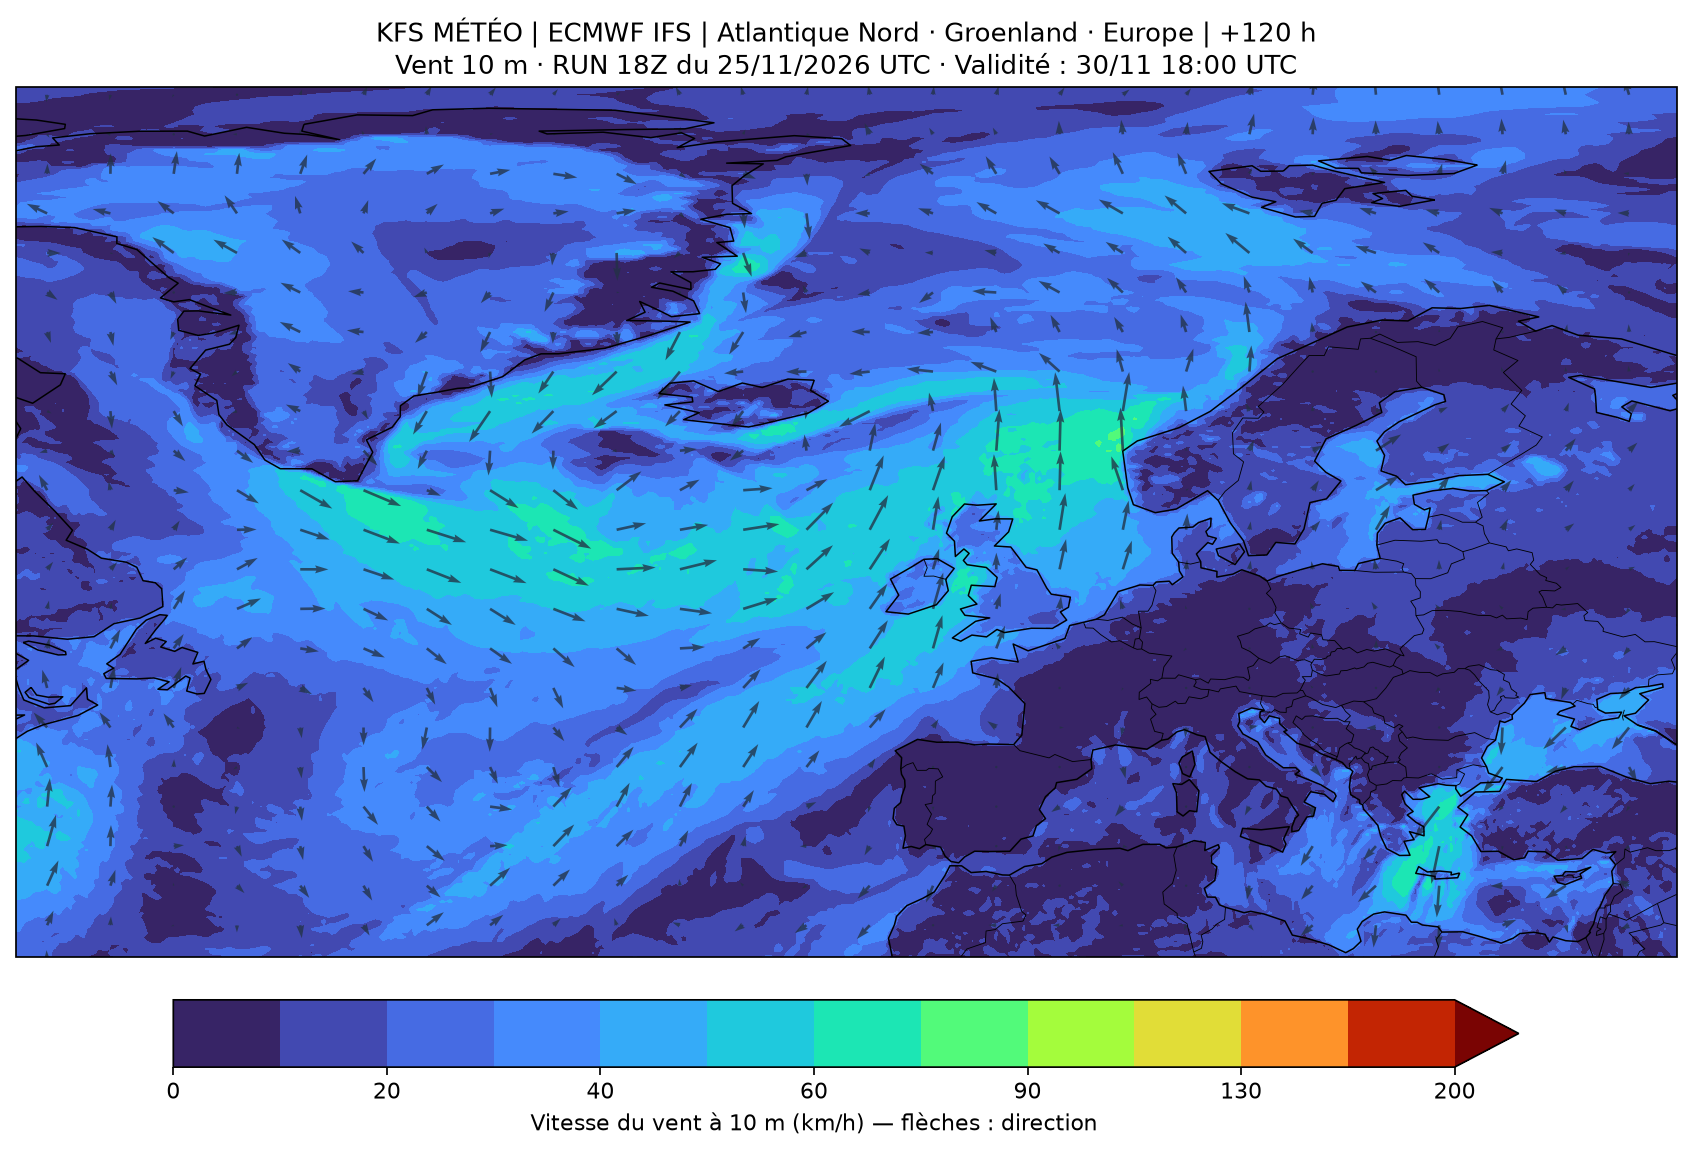 KFS MÉTÉO | ECMWF IFS | Atlantique Nord · Groenland · Europe | +120 h
Vent 10 m · RUN 18Z du 25/11/2026 UTC · Validité : 30/11 18:00 UTC
0 20 40 60 90 130 200
Vitesse du vent à 10 m (km/h) — flèches : direction